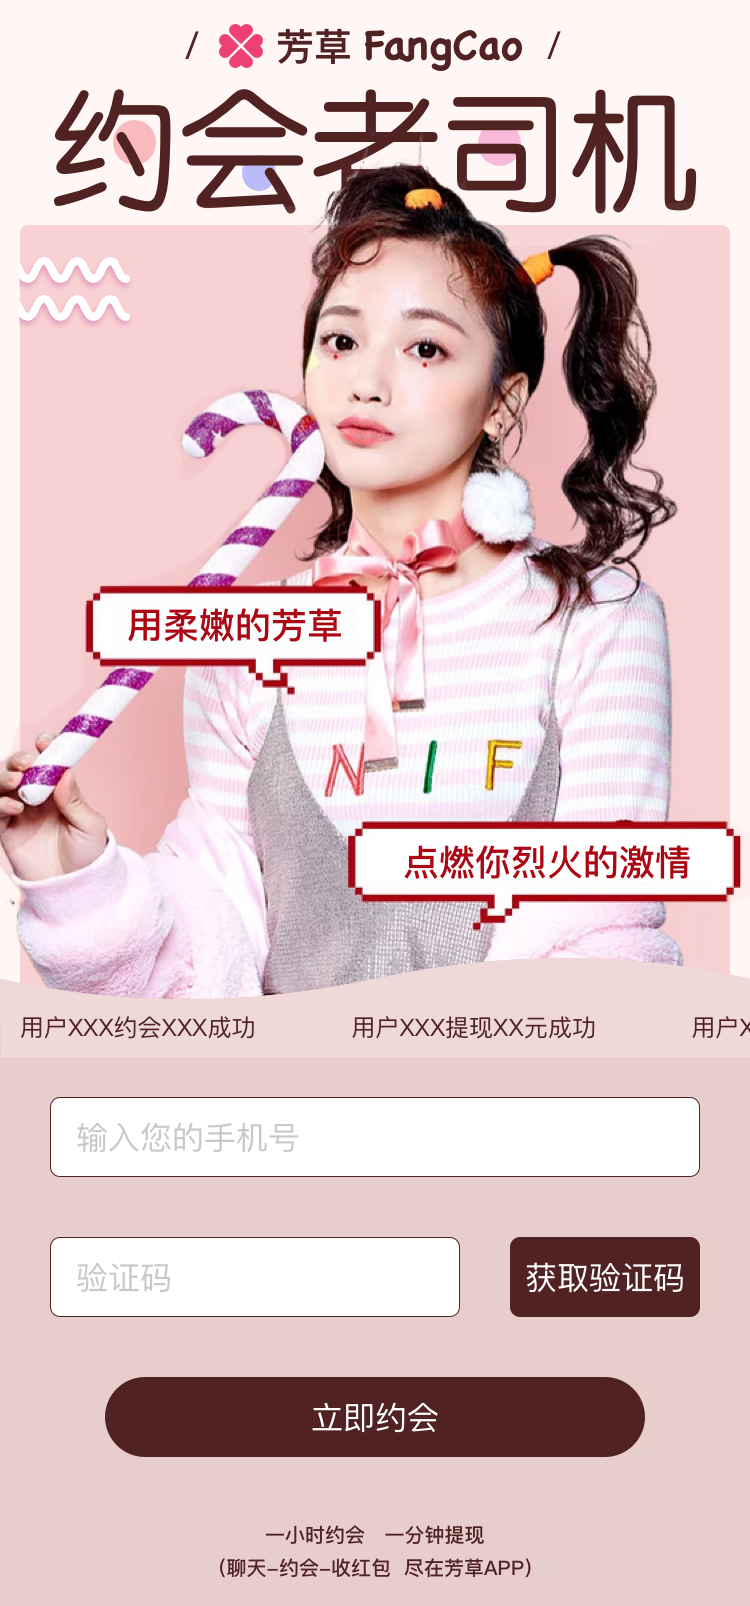 / 芳草 FangCao /
约会老司机
用柔嫩的芳草
NIF
点燃你烈火的激情
用户XXX约会XXX成功 用户XXX提现XX元成功 用户X
输入您的手机号
验证码 获取验证码
立即约会
一小时约会 一分钟提现
(聊天-约会-收红包 尽在芳草APP)